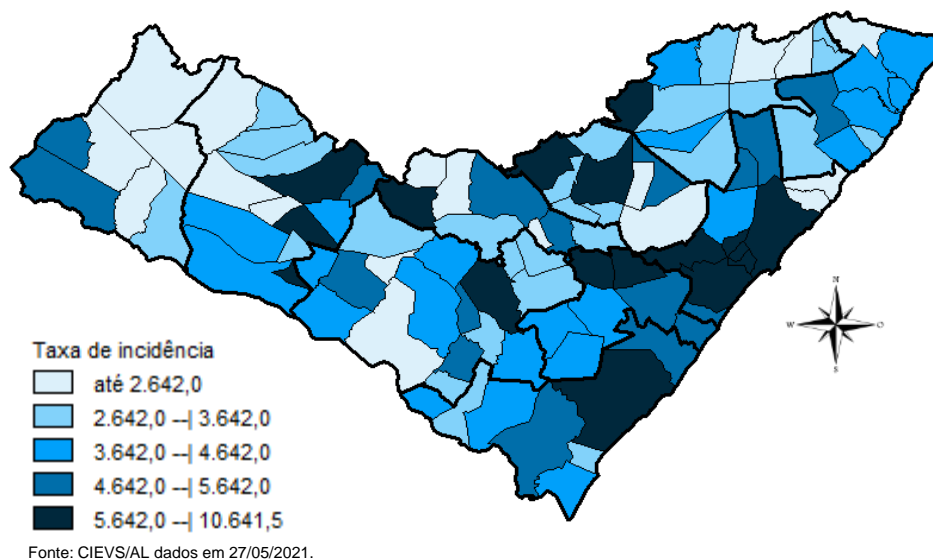 N
W O
S
Taxa de incidência
até 2.642,0
2.642,0 --| 3.642,0
3.642,0 --| 4.642,0
4.642,0 --| 5.642,0
5.642,0 --| 10.641,5
Fonte: CIEVS/AL dados em 27/05/2021.